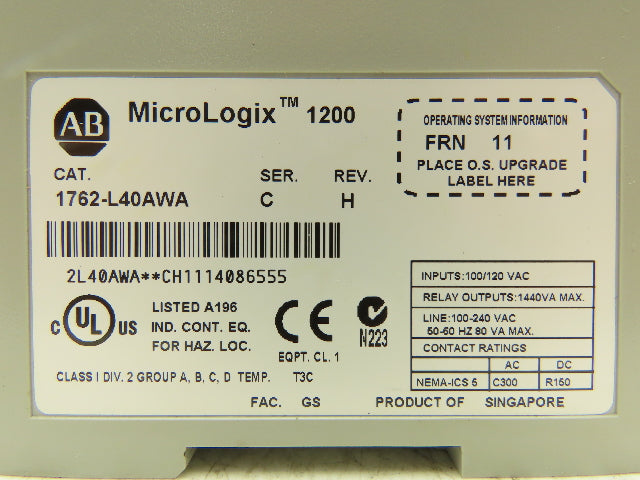 AB MicroLogix™ 1200
OPERATING SYSTEM INFORMATION
FRN 11
PLACE O.S. UPGRADE
LABEL HERE
CAT. SER. REV.
1762-L40AWA C H
2L40AWA**CH1114086555
c UL US
LISTED A196
IND. CONT. EQ.
FOR HAZ. LOC.
CE
EQPT. CL. 1
N223
INPUTS:100/120 VAC
RELAY OUTPUTS:1440VA MAX.
LINE:100-240 VAC
50-60 HZ 80 VA MAX.
CONTACT RATINGS
AC DC
NEMA-ICS 5 C300 R150
CLASS I DIV. 2 GROUP A, B, C, D TEMP. T3C
FAC. GS PRODUCT OF SINGAPORE